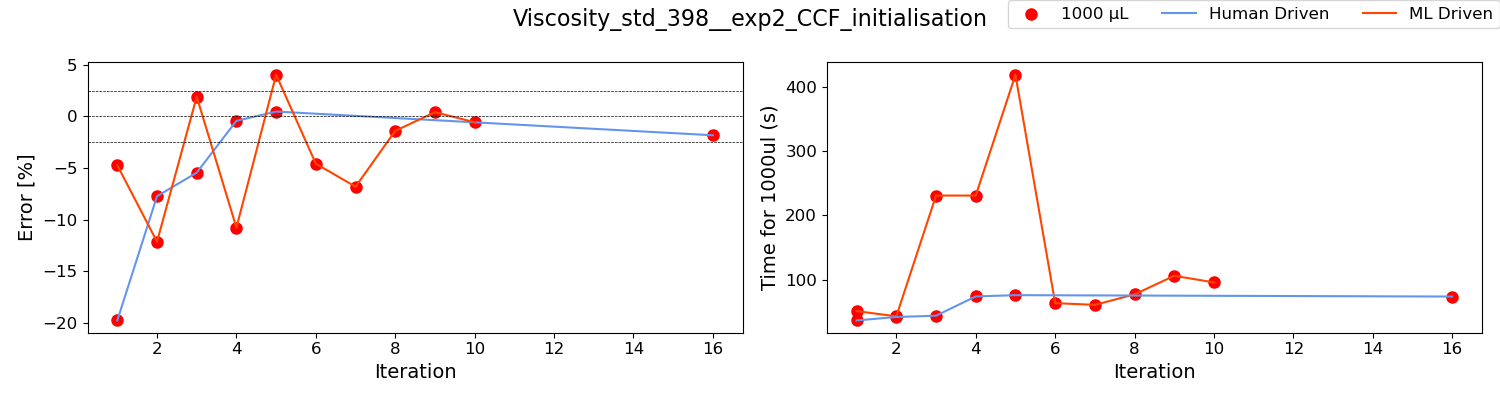 Viscosity_std_398__exp2_CCF_initialisation
1000 µL
Human Driven
ML Driven
Error [%]
5
0
−5
−10
−15
−20
2 4 6 8 10 12 14 16
Iteration
Time for 1000ul (s)
400
300
200
100
2 4 6 8 10 12 14 16
Iteration